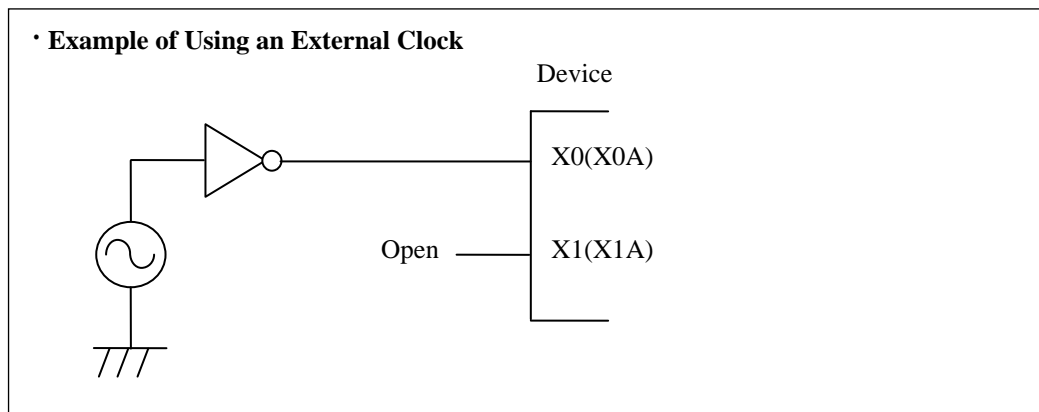 · Example of Using an External Clock
Device
X0(X0A)
Open
X1(X1A)